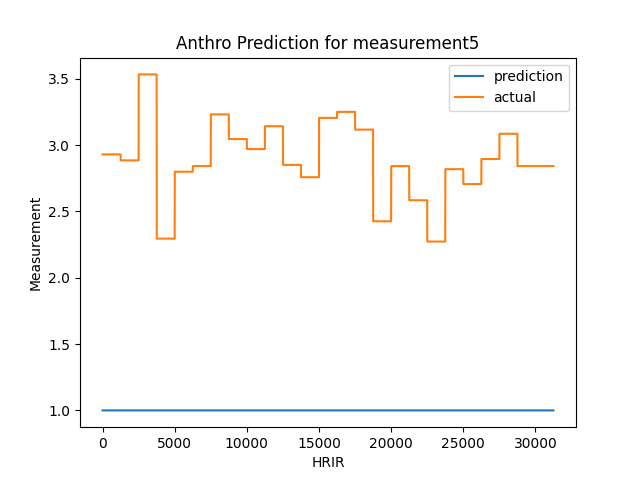 Anthro Prediction for measurement5
prediction
actual
3.5
3.0
2.5
2.0
1.5
1.0
Measurement
0 5000 10000 15000 20000 25000 30000
HRIR